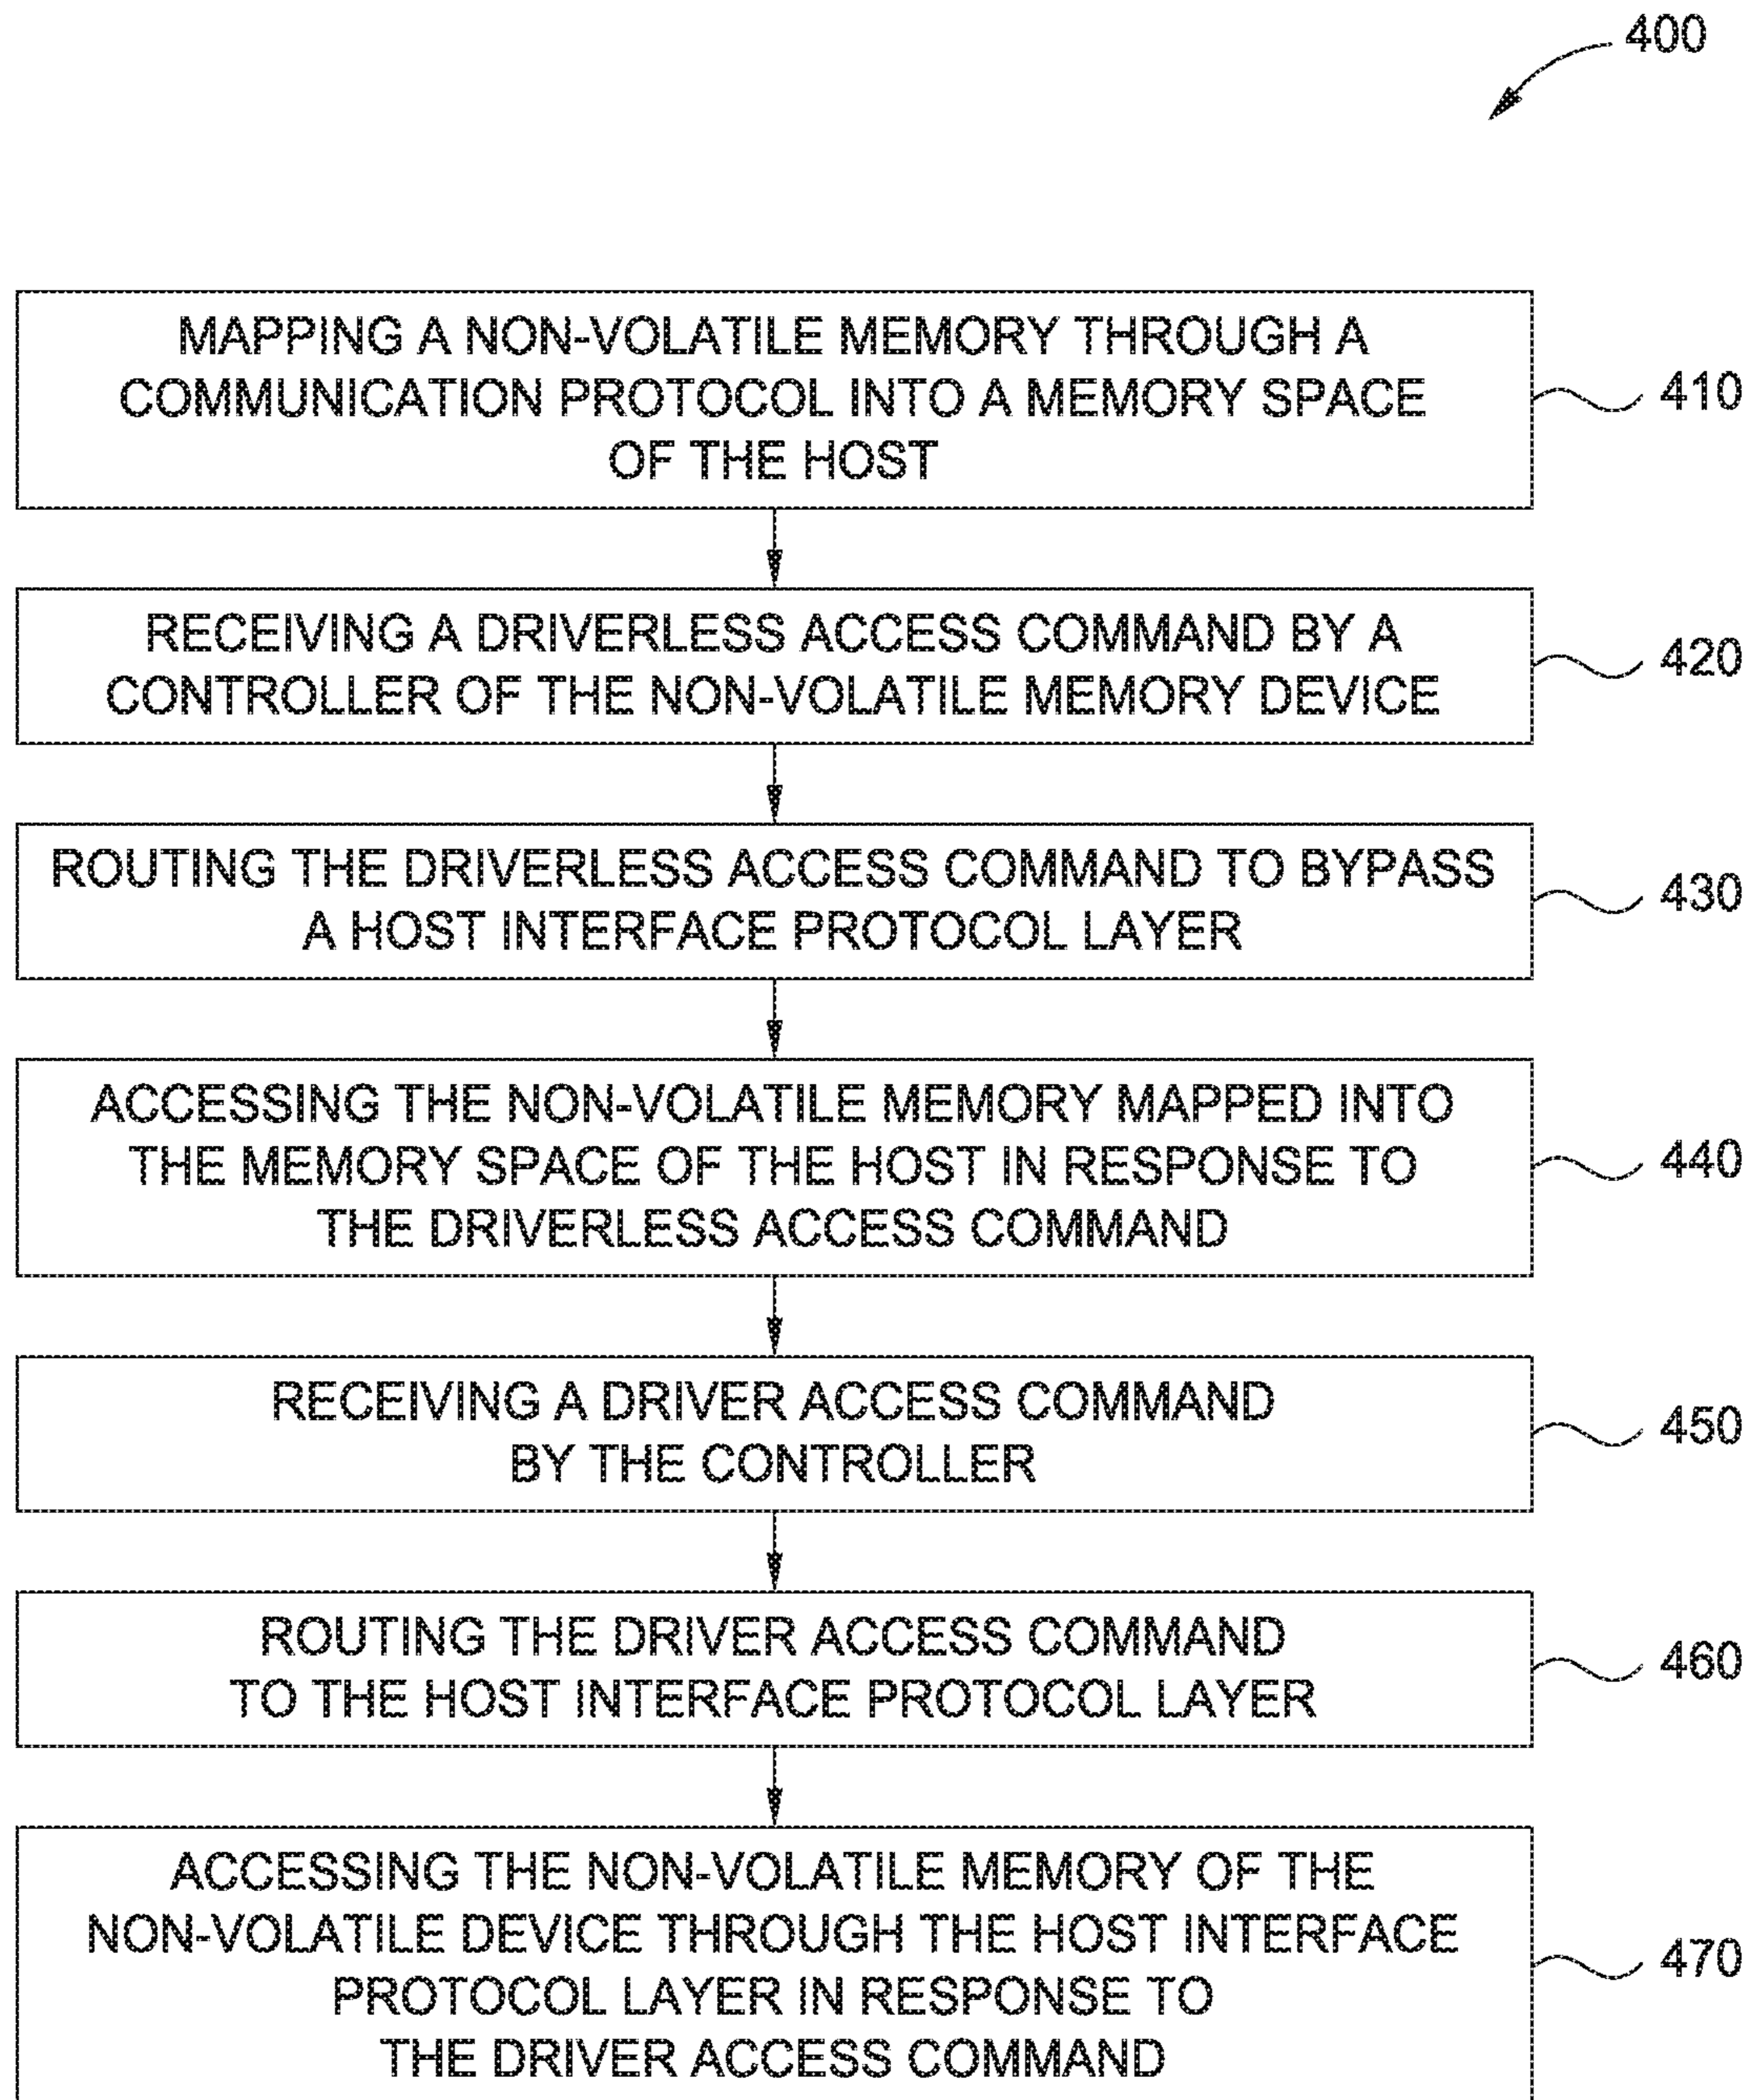 400
MAPPING A NON-VOLATILE MEMORY THROUGH A
COMMUNICATION PROTOCOL INTO A MEMORY SPACE
OF THE HOST
410
RECEIVING A DRIVERLESS ACCESS COMMAND BY A
CONTROLLER OF THE NON-VOLATILE MEMORY DEVICE
420
ROUTING THE DRIVERLESS ACCESS COMMAND TO BYPASS
A HOST INTERFACE PROTOCOL LAYER
430
ACCESSING THE NON-VOLATILE MEMORY MAPPED INTO
THE MEMORY SPACE OF THE HOST IN RESPONSE TO
THE DRIVERLESS ACCESS COMMAND
440
RECEIVING A DRIVER ACCESS COMMAND
BY THE CONTROLLER
450
ROUTING THE DRIVER ACCESS COMMAND
TO THE HOST INTERFACE PROTOCOL LAYER
460
ACCESSING THE NON-VOLATILE MEMORY OF THE
NON-VOLATILE DEVICE THROUGH THE HOST INTERFACE
PROTOCOL LAYER IN RESPONSE TO
THE DRIVER ACCESS COMMAND
470